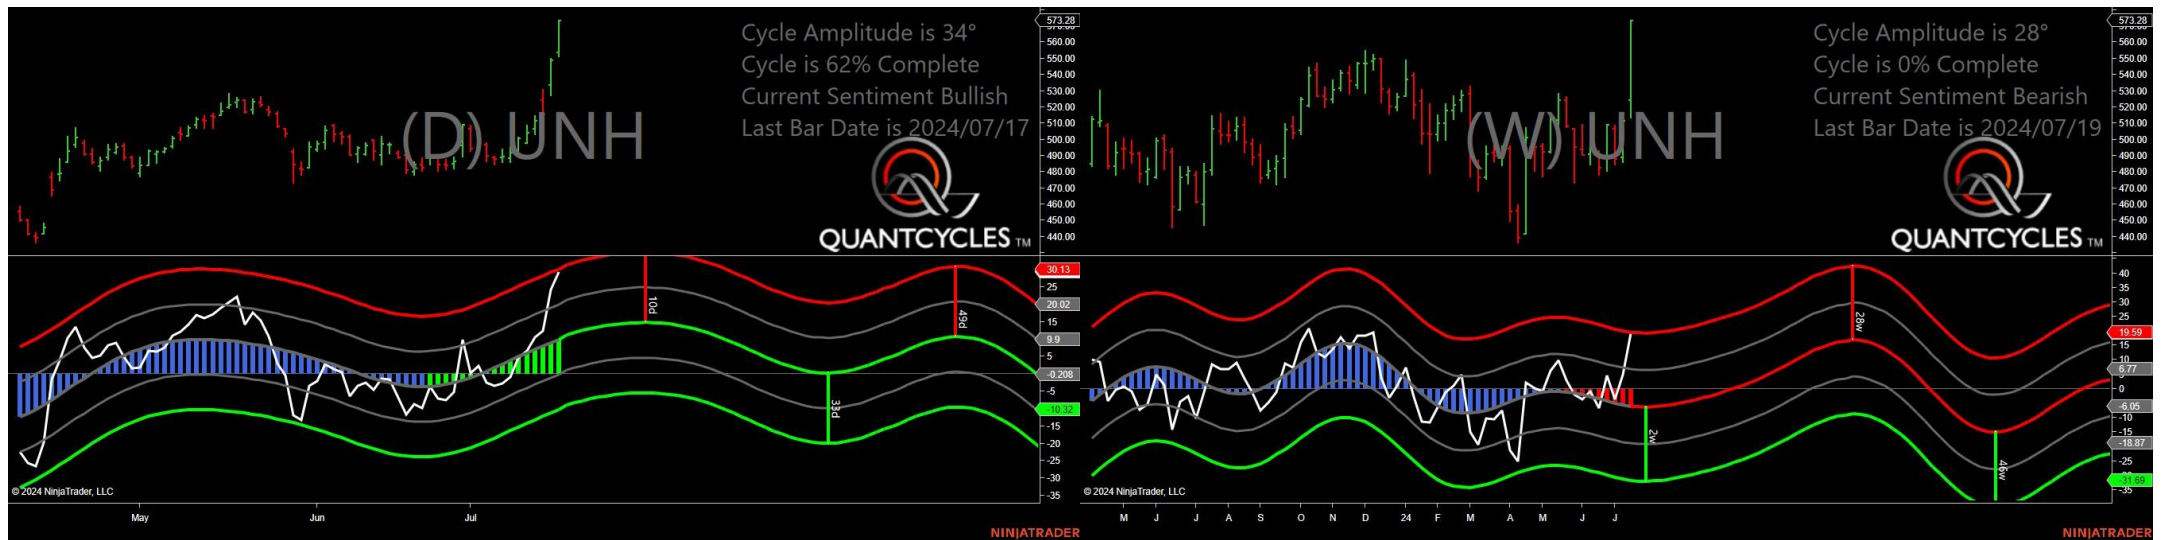 Cycle Amplitude is 34°
Cycle is 62% Complete
Current Sentiment Bullish
Last Bar Date is 2024/07/17
(D) UNH
QUANTCYCLES TM
573.28
560.00
550.00
540.00
530.00
520.00
510.00
500.00
490.00
480.00
470.00
460.00
450.00
440.00
30.13
25
20.02
15
9.9
5
-0.208
-5
-10.32
-15
-20
-25
-30
-35
10d
33d
49d
© 2024 NinjaTrader, LLC
May Jun Jul
NINJATRADER
Cycle Amplitude is 28°
Cycle is 0% Complete
Current Sentiment Bearish
Last Bar Date is 2024/07/19
(W) UNH
QUANTCYCLES TM
573.28
560.00
550.00
540.00
530.00
520.00
510.00
500.00
490.00
480.00
470.00
460.00
450.00
440.00
40
35
30
25
19.59
15
10
6.77
0
-6.05
-10
-15
-18.87
-25
-31.69
-35
2w
28w
46w
© 2024 NinjaTrader, LLC
M J J A S O N D 24 F M A M J J
NINJATRADER